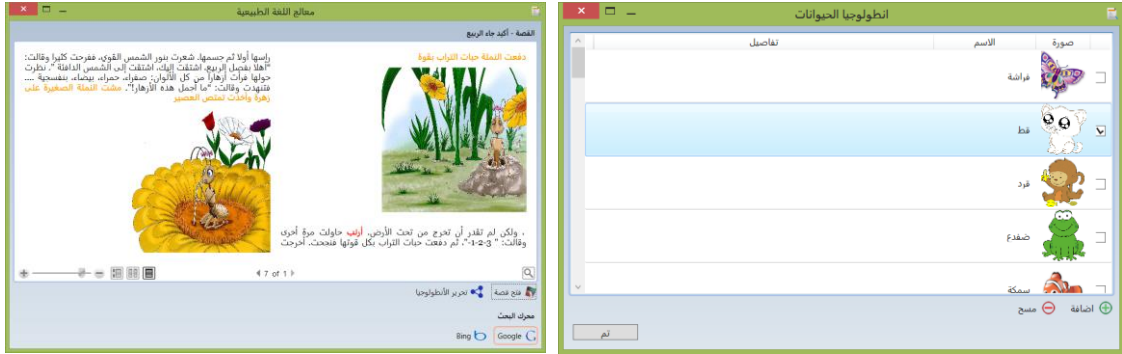 معالج اللغة الطبيعية
القصة - أكيد جاء الربيع
دفعت النملة حبات التراب بقوة
، ولكن لم تقدر أن تخرج من تحت الأرض. أرنب حاولت مرة أخرى
وقالت: " 3-2-1-". ثم دفعت حبات التراب بكل قوتها فنجحت. أخرجت
رأسها أولا ثم جسمها. شعرت بنور الشمس القوي، ففرحت كثيرا وقالت:
"أهلا بفصل الربيع، اشتقت إليك، اشتقت إلى الشمس الدافئة ". نظرت
حولها فرأت أزهارا من كل الألوان: صفراء، حمراء، بيضاء، بنفسجية ....
فتنهدت وقالت: "ما أجمل هذه الأزهار!". مشت النملة الصغيرة على
زهرة وأخذت تمتص العصير
7 of 1
فتح قصة
تحرير الأنطولوجيا
محرك البحث
Google
Bing
انطولوجيا الحيوانات
صورة الاسم تفاصيل
فراشة
قط
قرد
ضفدع
سمكة
اضافة مسح
تم